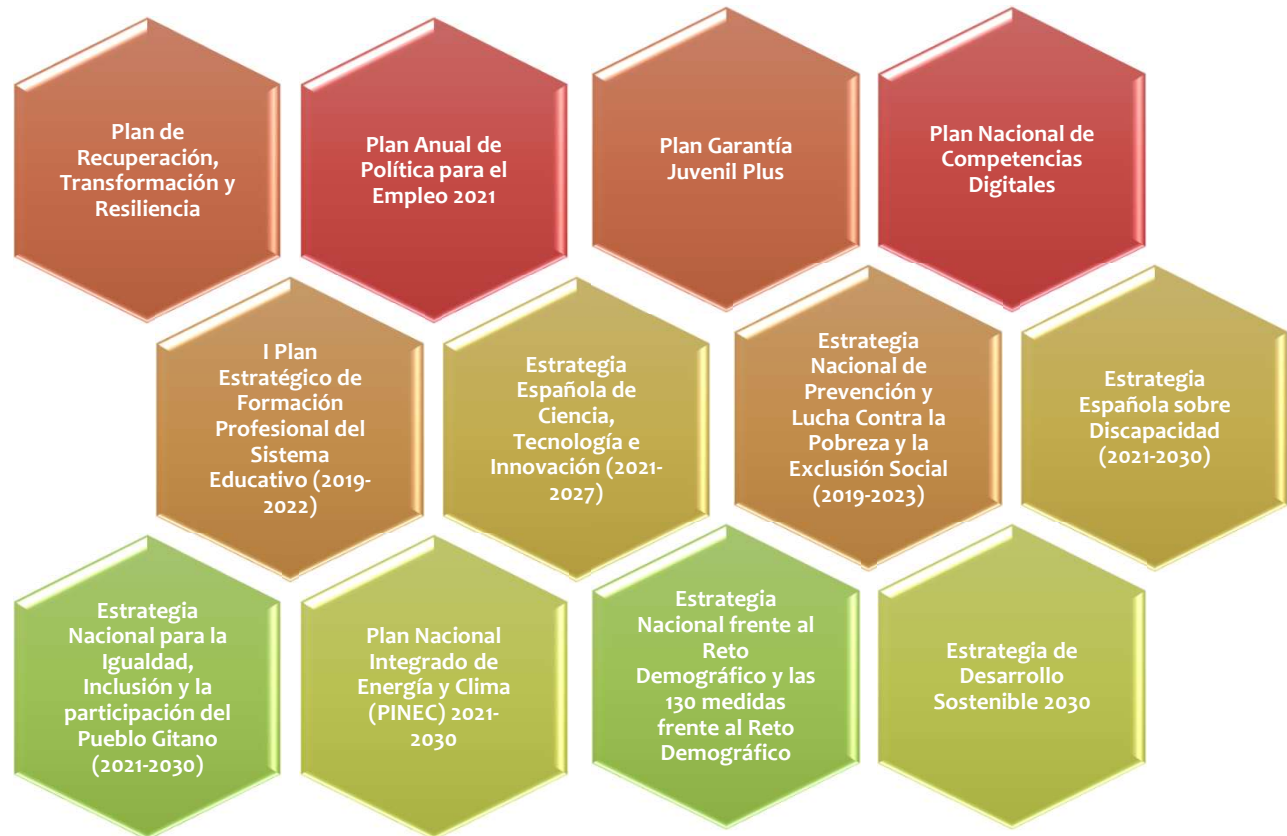 Plan de
Recuperación,
Transformación y
Resiliencia
Plan Anual de
Política para el
Empleo 2021
Plan Garantía
Juvenil Plus
Plan Nacional de
Competencias
Digitales
I Plan
Estratégico de
Formación
Profesional del
Sistema
Educativo (2019-
2022)
Estrategia
Española de
Ciencia,
Tecnología e
Innovación (2021-
2027)
Estrategia
Nacional de
Prevención y
Lucha Contra la
Pobreza y la
Exclusión Social
(2019-2023)
Estrategia
Española sobre
Discapacidad
(2021-2030)
Estrategia
Nacional para la
Igualdad,
Inclusión y la
participación del
Pueblo Gitano
(2021-2030)
Plan Nacional
Integrado de
Energía y Clima
(PINEC) 2021-
2030
Estrategia
Nacional frente al
Reto
Demográfico y las
130 medidas
frente al Reto
Demográfico
Estrategia de
Desarrollo
Sostenible 2030